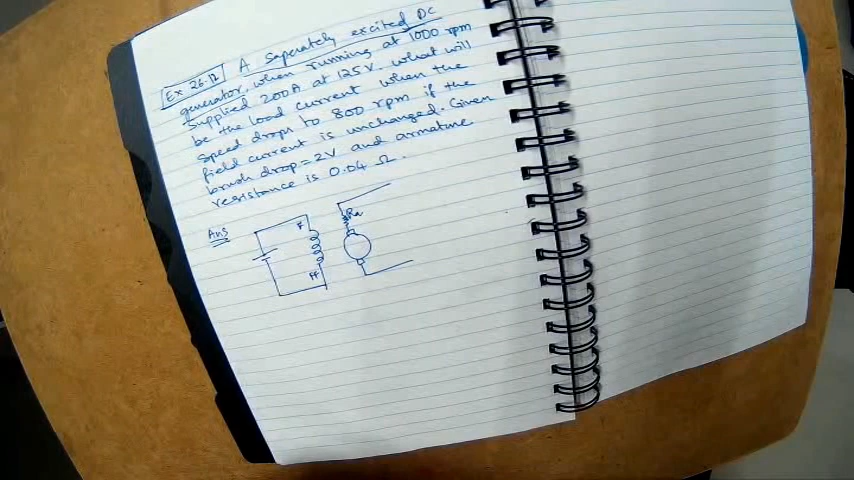 Ex 26.12 A saperately excited DC
generator, when running at 1000 rpm
supplied 200A at 125V, what will
be the load current when the
speed drops to 800 rpm if the
field current is unchanged. Given
brush drop = 2V and armature
resistance is 0.04 Ω.
Ans
F
Ra
FF